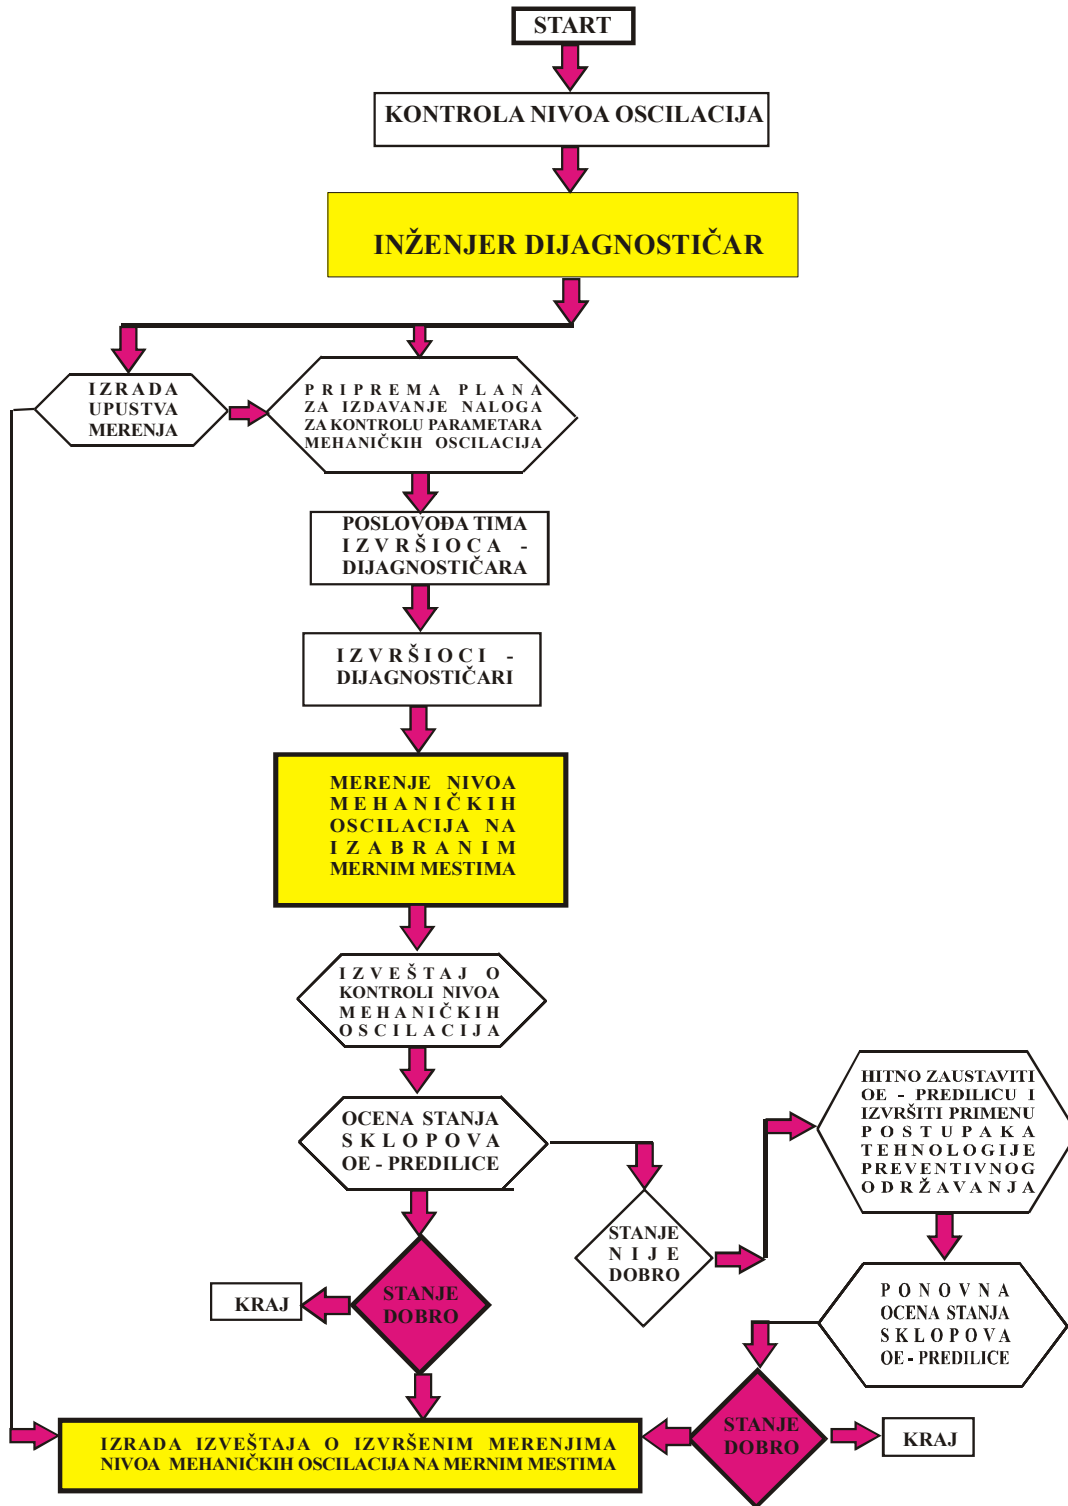 START
KONTROLA NIVOA OSCILACIJA
INŽENJER DIJAGNOSTIČAR
IZRADA
UPUSTVA
MERENJA
PRIPREMA PLANA
ZA IZDAVANJE NALOGA
ZA KONTROLU PARAMETARA
MEHANIČKIH OSCILACIJA
POSLOVOĐA TIMA
IZVRŠIOCA -
DIJAGNOSTIČARA
IZVRŠIOCI -
DIJAGNOSTIČARI
MERENJE NIVOA
MEHANIČKIH
OSCILACIJA NA
IZABRANIM
MERNIM MESTIMA
IZVEŠTAJ O
KONTROLI NIVOA
MEHANIČKIH
OSCILACIJA
OCENA STANJA
SKLOPOVA
OE - PREDILICE
HITNO ZAUSTAVITI
OE - PREDILICU I
IZVRŠITI PRIMENU
POSTUPAKA
TEHNOLOGIJE
PREVENTIVNOG
ODRŽAVANJA
STANJE
NIJE
DOBRO
STANJE
DOBRO
KRAJ
PONOVNA
OCENA STANJA
SKLOPOVA
OE - PREDILICE
STANJE
DOBRO
KRAJ
IZRADA IZVEŠTAJA O IZVRŠENIM MERENJIMA
NIVOA MEHANIČKIH OSCILACIJA NA MERNIM MESTIMA